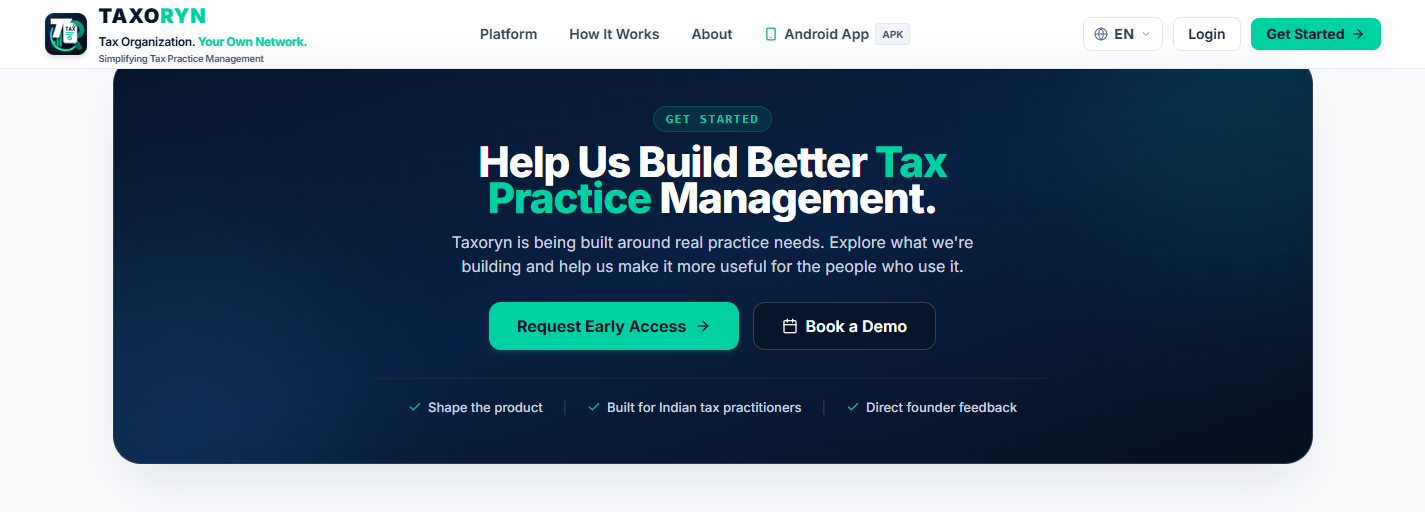 TAXORYN
Tax Organization. Your Own Network.
Simplifying Tax Practice Management
Platform
How It Works
About
Android App APK
EN
Login
Get Started
GET STARTED
Help Us Build Better Tax
Practice Management.
Taxoryn is being built around real practice needs. Explore what we're
building and help us make it more useful for the people who use it.
Request Early Access
Book a Demo
Shape the product
Built for Indian tax practitioners
Direct founder feedback